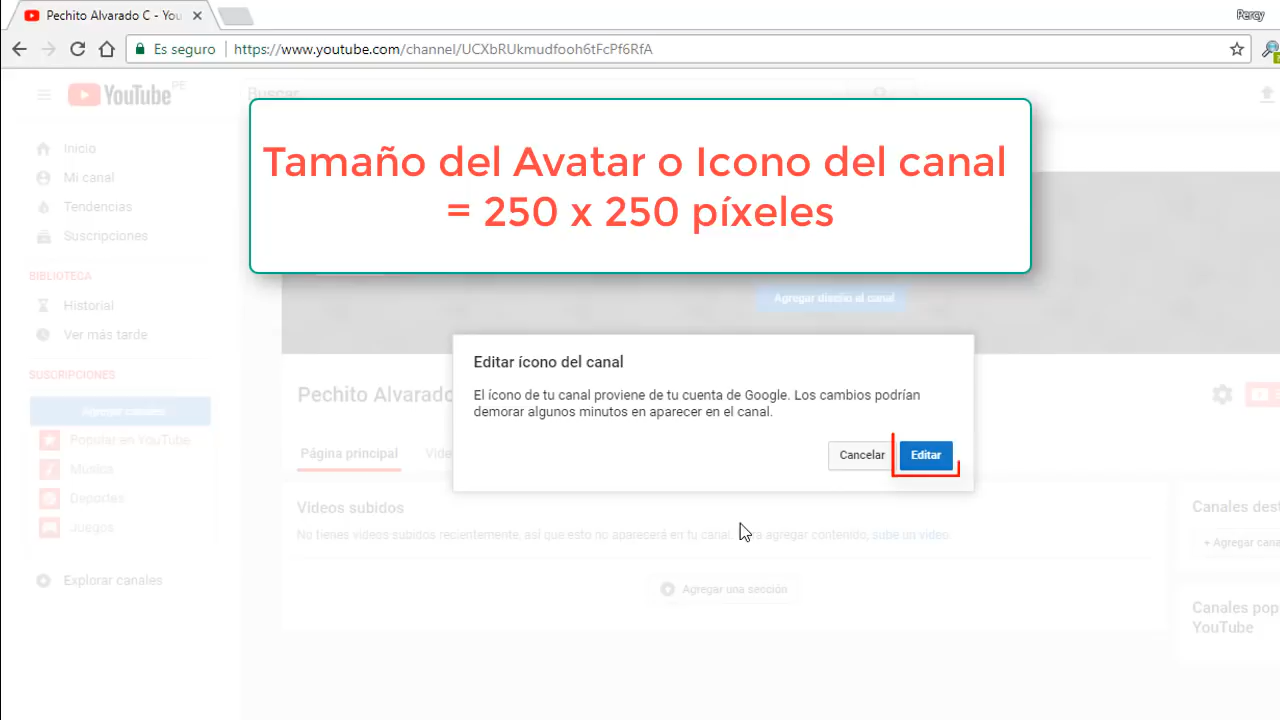 Pechito Alvarado C - You
Percy
Es seguro
https://www.youtube.com/channel/UCXbRUkmudfooh6tFcPf6RfA
YouTube PE
Buscar
Tamaño del Avatar o Icono del canal
= 250 x 250 píxeles
Inicio
Mi canal
Tendencias
Suscripciones
BIBLIOTECA
Historial
Ver más tarde
SUSCRIPCIONES
Agregar canales
Popular en YouTube
Música
Deportes
Juegos
Explorar canales
Agregar diseño al canal
Editar ícono del canal
El ícono de tu canal proviene de tu cuenta de Google. Los cambios podrían
demorar algunos minutos en aparecer en el canal.
Cancelar
Editar
Pechito Alvarado
Página principal
Vide
Videos subidos
No tienes videos subidos recientemente, así que esto no aparecerá en tu canal. a agregar contenido, sube un video.
Agregar una sección
Canales dest
+ Agregar cana
Canales pop
YouTube